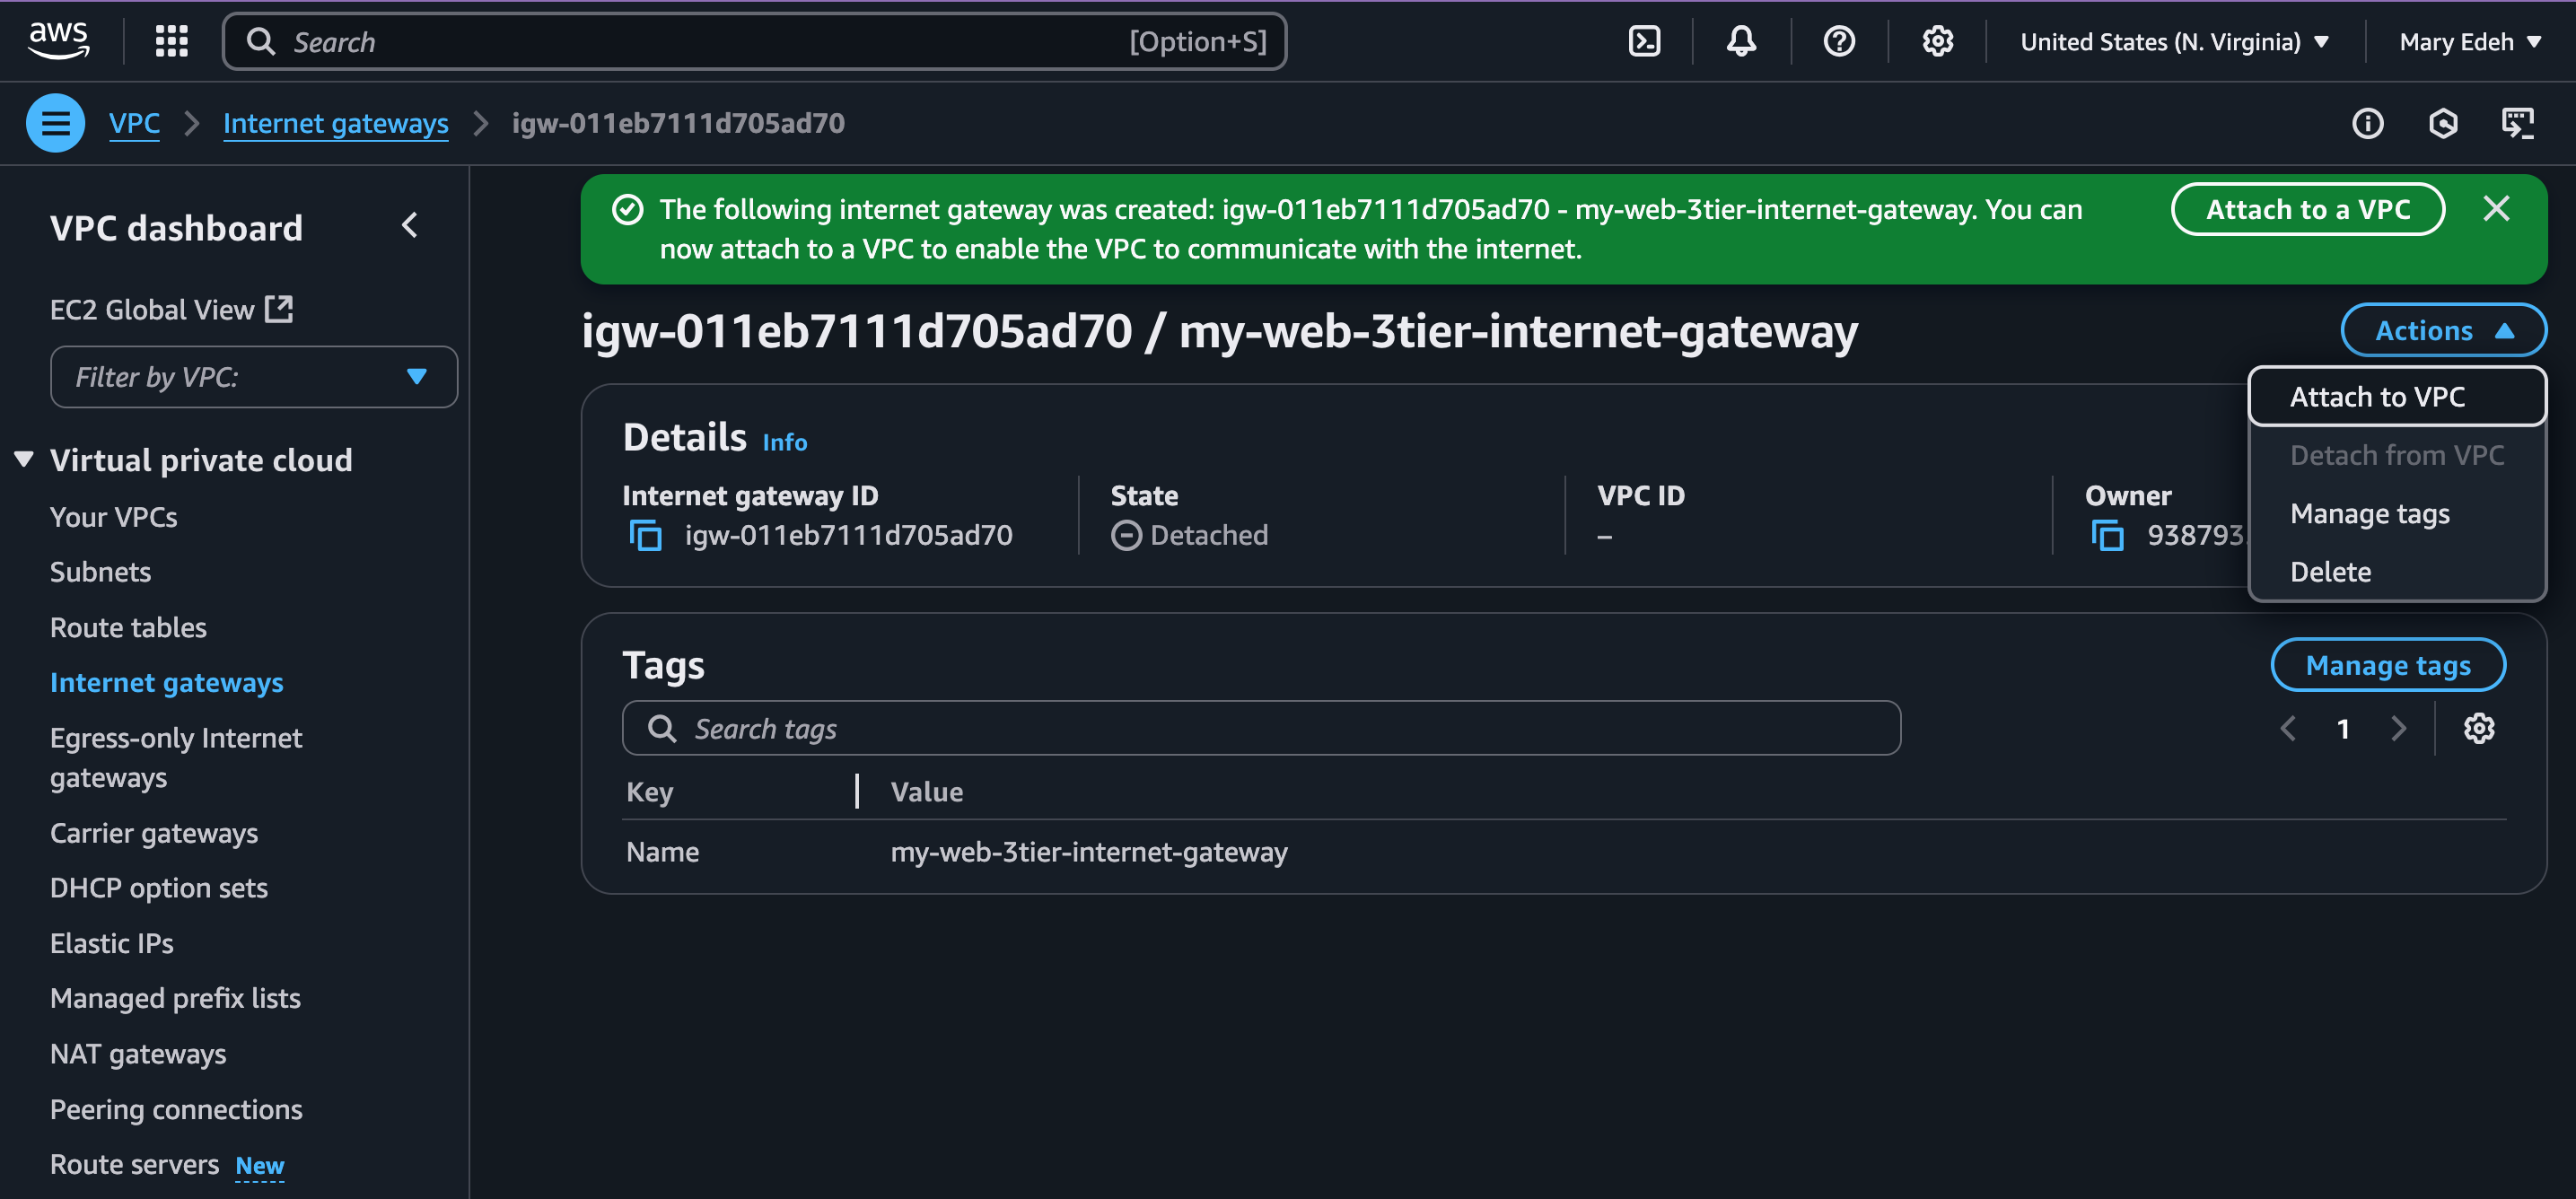 aws
Search
[Option+S]
United States (N. Virginia)
Mary Edeh
VPC
Internet gateways
igw-011eb7111d705ad70
VPC dashboard
EC2 Global View
Filter by VPC:
Virtual private cloud
Your VPCs
Subnets
Route tables
Internet gateways
Egress-only Internet
gateways
Carrier gateways
DHCP option sets
Elastic IPs
Managed prefix lists
NAT gateways
Peering connections
Route servers New
The following internet gateway was created: igw-011eb7111d705ad70 - my-web-3tier-internet-gateway. You can
now attach to a VPC to enable the VPC to communicate with the internet.
Attach to a VPC
igw-011eb7111d705ad70 / my-web-3tier-internet-gateway
Actions
Attach to VPC
Detach from VPC
Manage tags
Delete
Details Info
Internet gateway ID
igw-011eb7111d705ad70
State
Detached
VPC ID
–
Owner
938793
Tags
Manage tags
Search tags
1
Key Value
Name my-web-3tier-internet-gateway